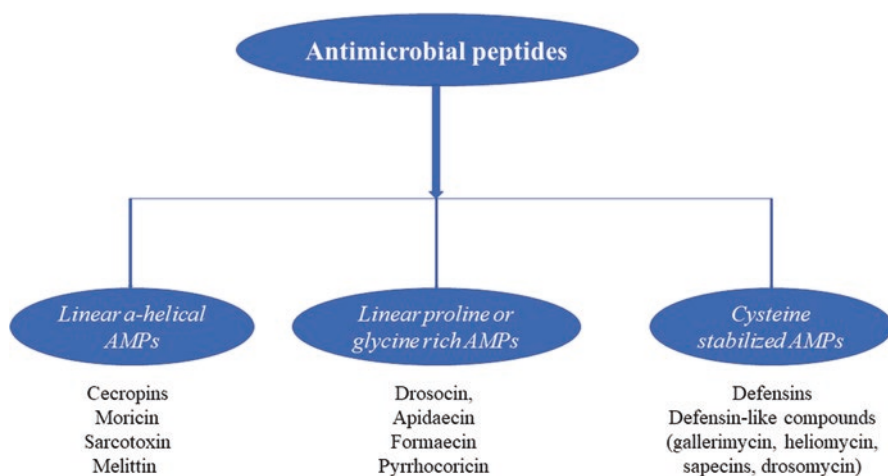 Antimicrobial peptides
Linear a-helical
AMPs
Linear proline or
glycine rich AMPs
Cysteine
stabilized AMPs
Cecropins
Moricin
Sarcotoxin
Melittin
Drosocin,
Apidaecin
Formaecin
Pyrrhocoricin
Defensins
Defensin-like compounds
(gallerimycin, heliomycin,
sapecins, drosomycin)